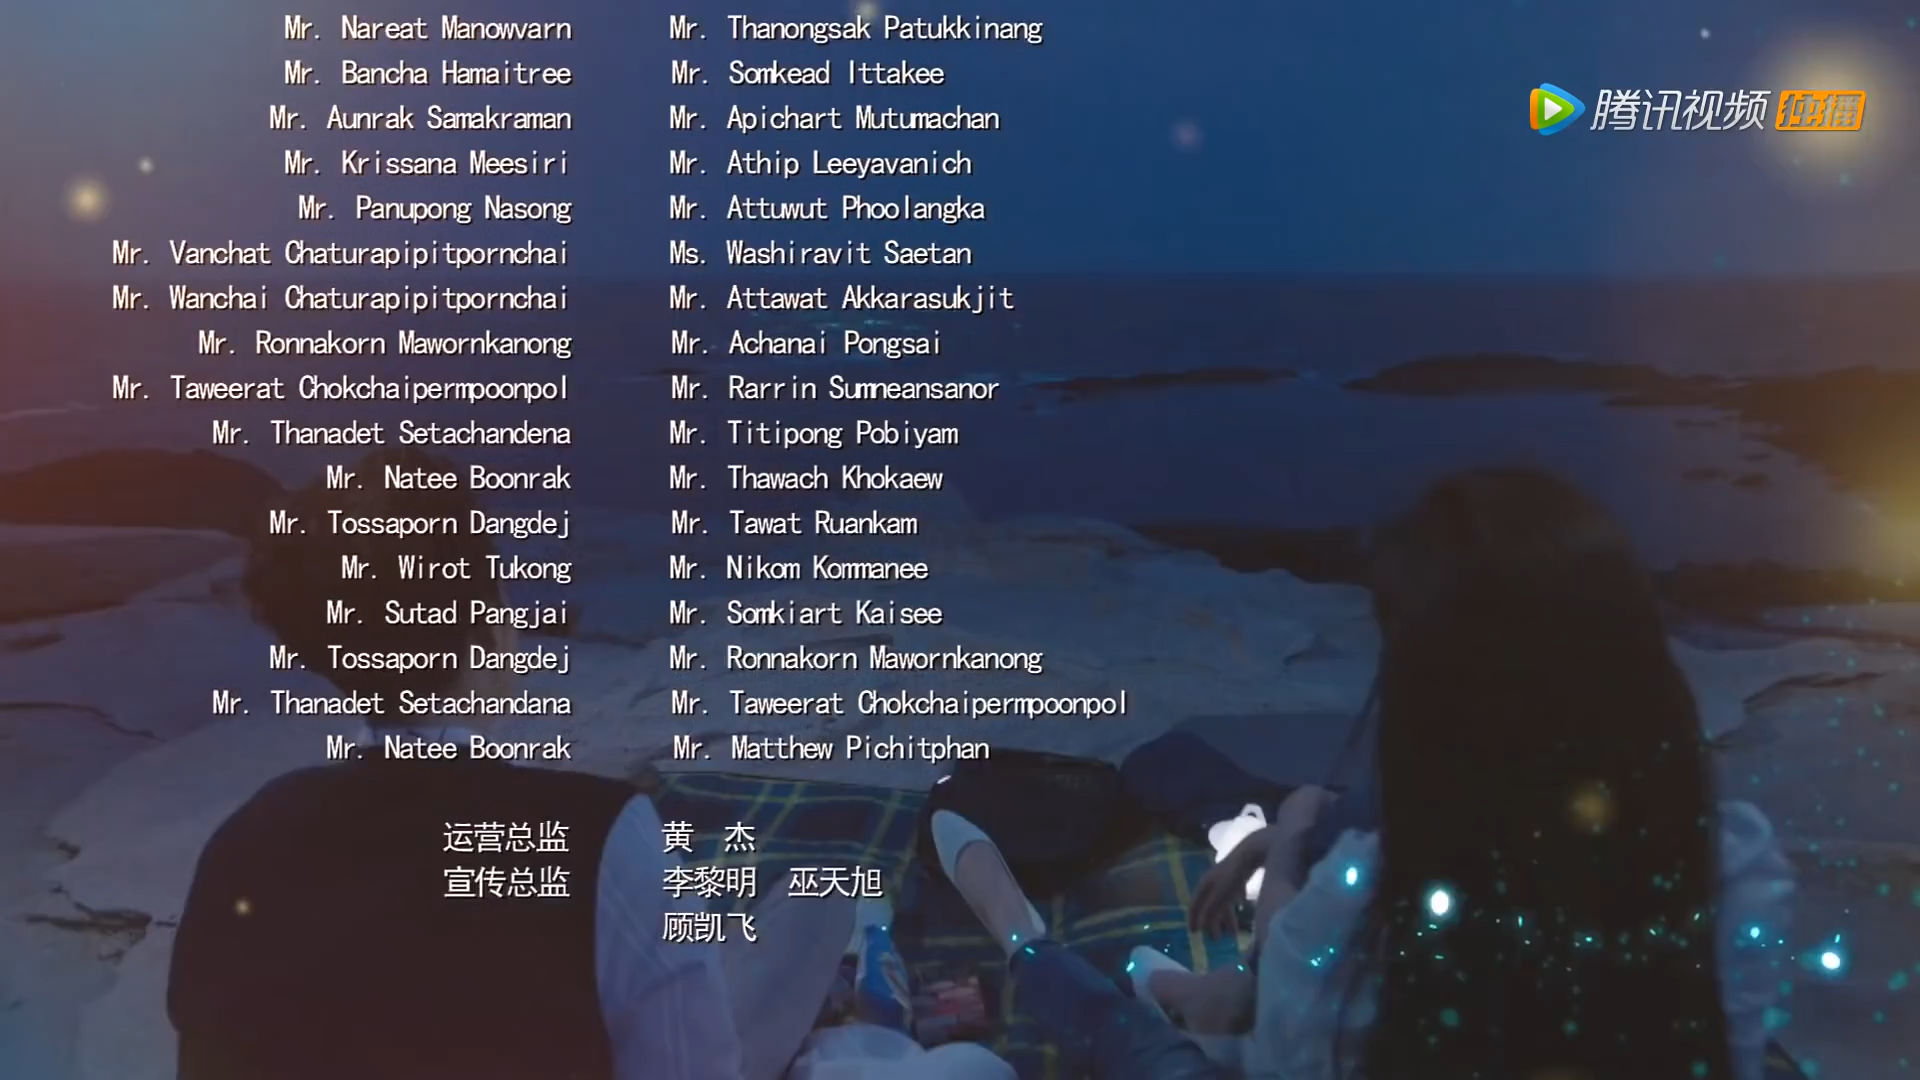 Mr. Nareat Manowvarn Mr. Thanongsak Patukkinang
Mr. Bancha Hamaitree Mr. Somkead Ittakee
腾讯视频 独播
Mr. Aunrak Samakraman Mr. Apichart Mutumachan
Mr. Krissana Meesiri Mr. Athip Leeyavanich
Mr. Panupong Nasong Mr. Attuwut Phoolangka
Mr. Vanchat Chaturapipitpornchai Ms. Washiravit Saetan
Mr. Wanchai Chaturapipitpornchai Mr. Attawat Akkarasukjit
Mr. Ronnakorn Mawornkanong Mr. Achanai Pongsai
Mr. Taweerat Chokchaipermpoonpol Mr. Rarrin Sumneansanor
Mr. Thanadet Setachandena Mr. Titipong Pobiyam
Mr. Natee Boonrak Mr. Thawach Khokaew
Mr. Tossaporn Dangdej Mr. Tawat Ruankam
Mr. Wirot Tukong Mr. Nikom Kommanee
Mr. Sutad Pangjai Mr. Somkiart Kaisee
Mr. Tossaporn Dangdej Mr. Ronnakorn Mawornkanong
Mr. Thanadet Setachandana Mr. Taweerat Chokchaipermpoonpol
Mr. Natee Boonrak Mr. Matthew Pichitphan
运营总监 黄 杰
宣传总监 李黎明 巫天旭
顾凯飞